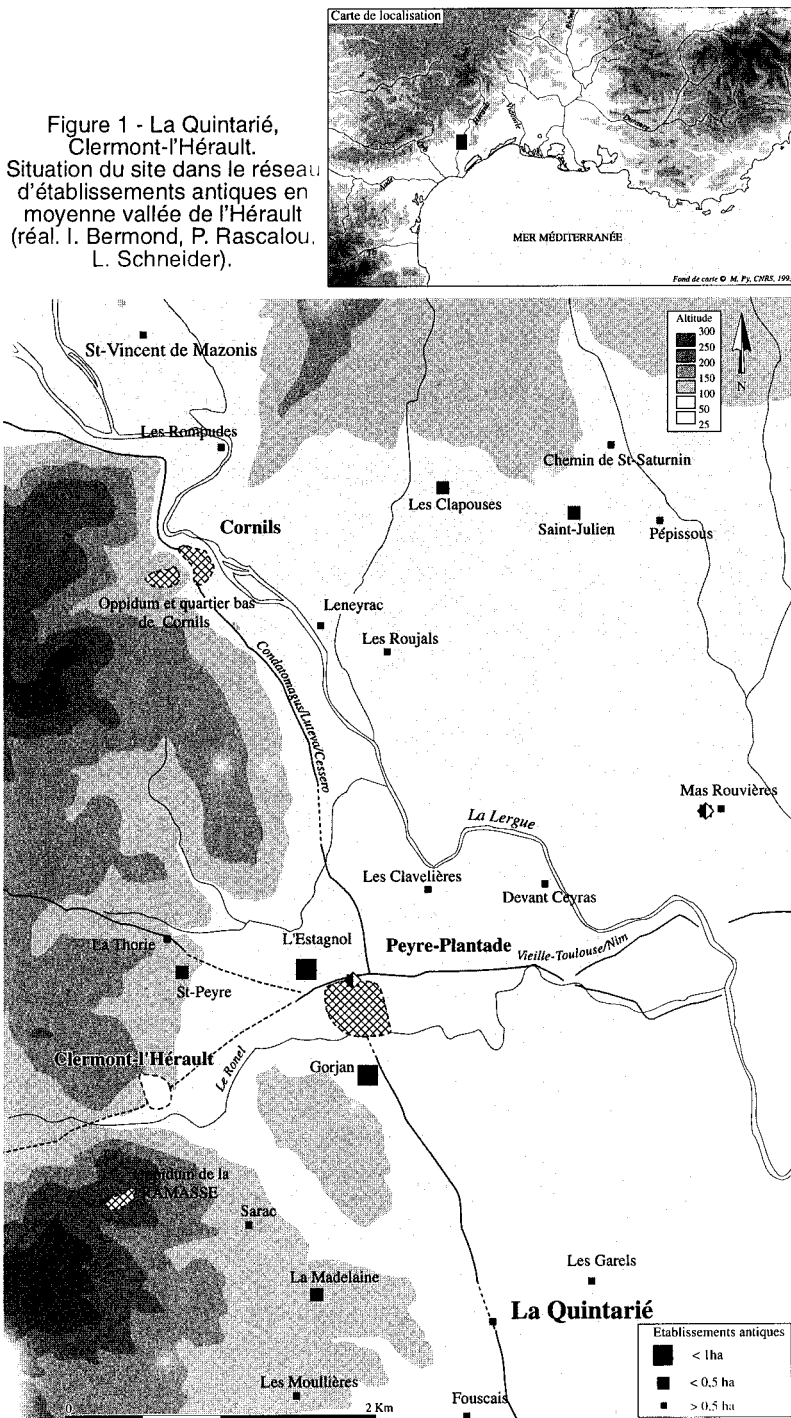 Figure 1 - La Quintarié,
Clermont-l'Hérault.
Situation du site dans le réseau
d'établissements antiques en
moyenne vallée de l'Hérault
(réal. I. Bermond, P. Rascalou,
L. Schneider).
Carte de localisation
MER MÉDITERRANÉE
Fond de carte © M. Py, CNRS, 199
Altitude
300
250
200
150
100
50
25
N
St-Vincent de Mazonis
Les Rompudes
Chemin de St-Saturnin
Les Clapouses
Saint-Julien
Pépissous
Cornils
Oppidum et quartier bas
de Cornils
Leneyrac
Les Roujals
Condatomagus/Luteva/Cessero
Mas Rouvières
La Lergue
Les Clavelières
Devant Ceyras
La Thorie
L'Estagnol
Peyre-Plantade
Vieille-Toulouse/Nim
St-Peyre
Clermont-l'Hérault
Le Ronel
Gorjan
de la
Sarac
La Madelaine
Les Garels
La Quintarié
Les Moullières
Fouscais
0
2 Km
Etablissements antiques
< 1ha
< 0,5 ha
> 0,5 ha